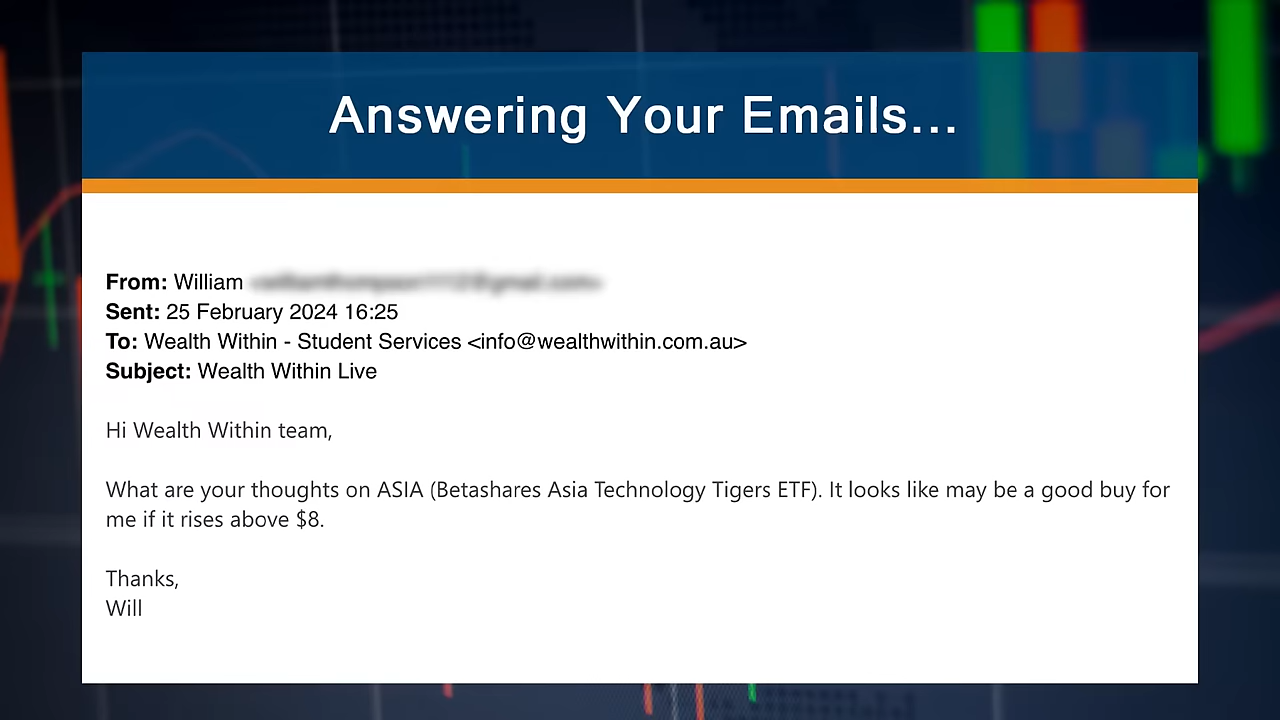 Answering Your Emails...
From: William
Sent: 25 February 2024 16:25
To: Wealth Within - Student Services <info@wealthwithin.com.au>
Subject: Wealth Within Live
Hi Wealth Within team,
What are your thoughts on ASIA (Betashares Asia Technology Tigers ETF). It looks like may be a good buy for
me if it rises above $8.
Thanks,
Will